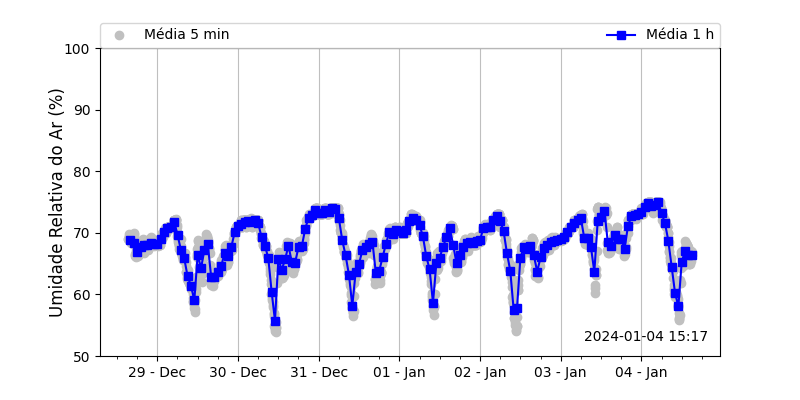 Média 5 min
Média 1 h
Umidade Relativa do Ar (%)
100
90
80
70
60
50
2024-01-04 15:17
29 - Dec
30 - Dec
31 - Dec
01 - Jan
02 - Jan
03 - Jan
04 - Jan